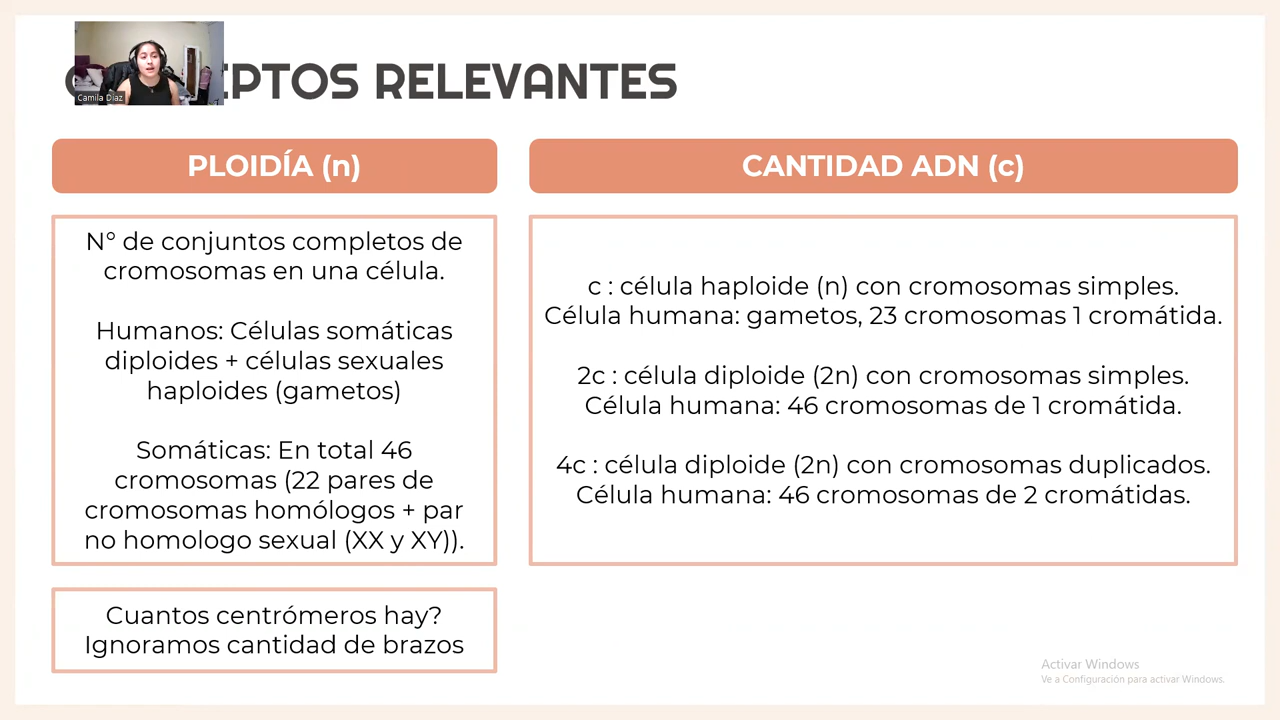 Camila Diaz
EPTOS RELEVANTES
PLOIDÍA (n)
N° de conjuntos completos de
cromosomas en una célula.
Humanos: Células somáticas
diploides + células sexuales
haploides (gametos)
Somáticas: En total 46
cromosomas (22 pares de
cromosomas homólogos + par
no homologo sexual (XX y XY)).
Cuantos centrómeros hay?
Ignoramos cantidad de brazos
CANTIDAD ADN (c)
c : célula haploide (n) con cromosomas simples.
Célula humana: gametos, 23 cromosomas 1 cromátida.
2c : célula diploide (2n) con cromosomas simples.
Célula humana: 46 cromosomas de 1 cromátida.
4c : célula diploide (2n) con cromosomas duplicados.
Célula humana: 46 cromosomas de 2 cromátidas.
Activar Windows
Ve a Configuración para activar Windows.